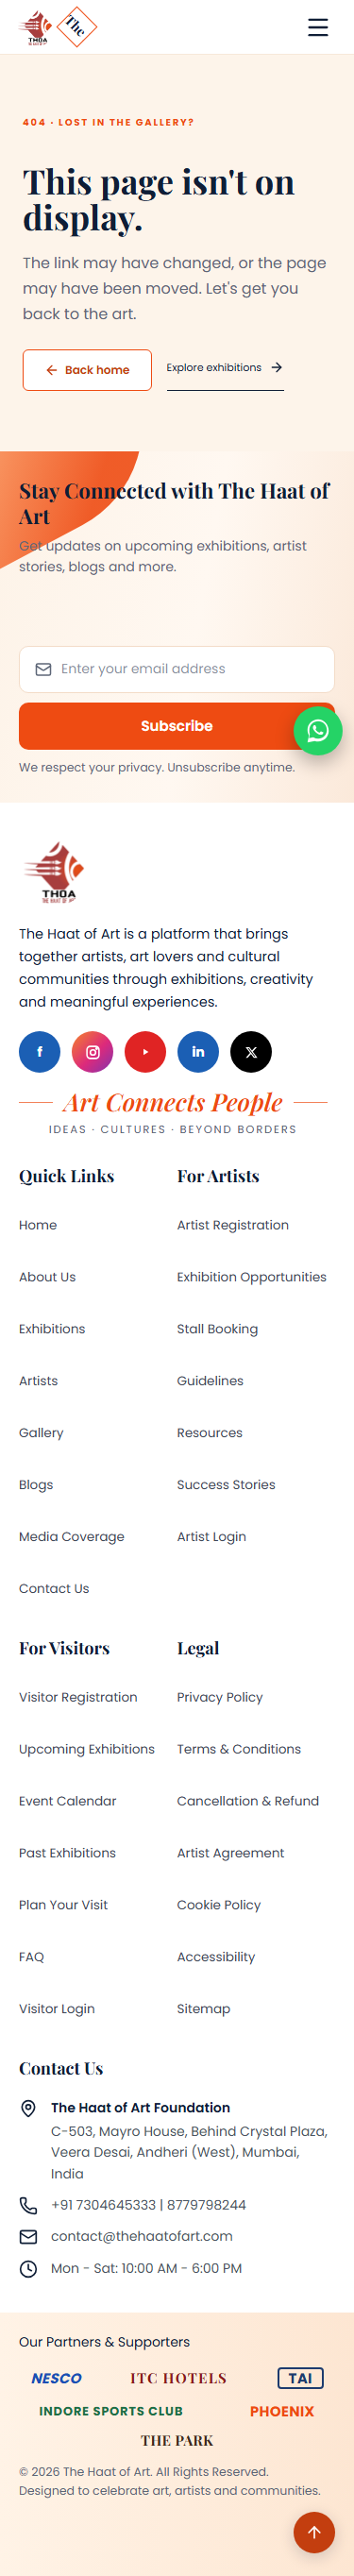 THOA
The
404 · LOST IN THE GALLERY?
This page isn't on
display.
The link may have changed, or the page
may have been moved. Let's get you
back to the art.
Back home
Explore exhibitions
Stay Connected with The Haat of
Art
Get updates on upcoming exhibitions, artist
stories, blogs and more.
Enter your email address
Subscribe
We respect your privacy. Unsubscribe anytime.
THOA
THE HAAT OF ART
The Haat of Art is a platform that brings
together artists, art lovers and cultural
communities through exhibitions, creativity
and meaningful experiences.
f
in
X
Art Connects People
IDEAS · CULTURES · BEYOND BORDERS
Quick Links
Home
About Us
Exhibitions
Artists
Gallery
Blogs
Media Coverage
Contact Us
For Artists
Artist Registration
Exhibition Opportunities
Stall Booking
Guidelines
Resources
Success Stories
Artist Login
For Visitors
Visitor Registration
Upcoming Exhibitions
Event Calendar
Past Exhibitions
Plan Your Visit
FAQ
Visitor Login
Legal
Privacy Policy
Terms & Conditions
Cancellation & Refund
Artist Agreement
Cookie Policy
Accessibility
Sitemap
Contact Us
The Haat of Art Foundation
C-503, Mayro House, Behind Crystal Plaza,
Veera Desai, Andheri (West), Mumbai,
India
+91 7304645333 | 8779798244
contact@thehaatofart.com
Mon - Sat: 10:00 AM - 6:00 PM
Our Partners & Supporters
NESCO
ITC HOTELS
TAI
INDORE SPORTS CLUB
PHOENIX
THE PARK
© 2026 The Haat of Art. All Rights Reserved.
Designed to celebrate art, artists and communities.